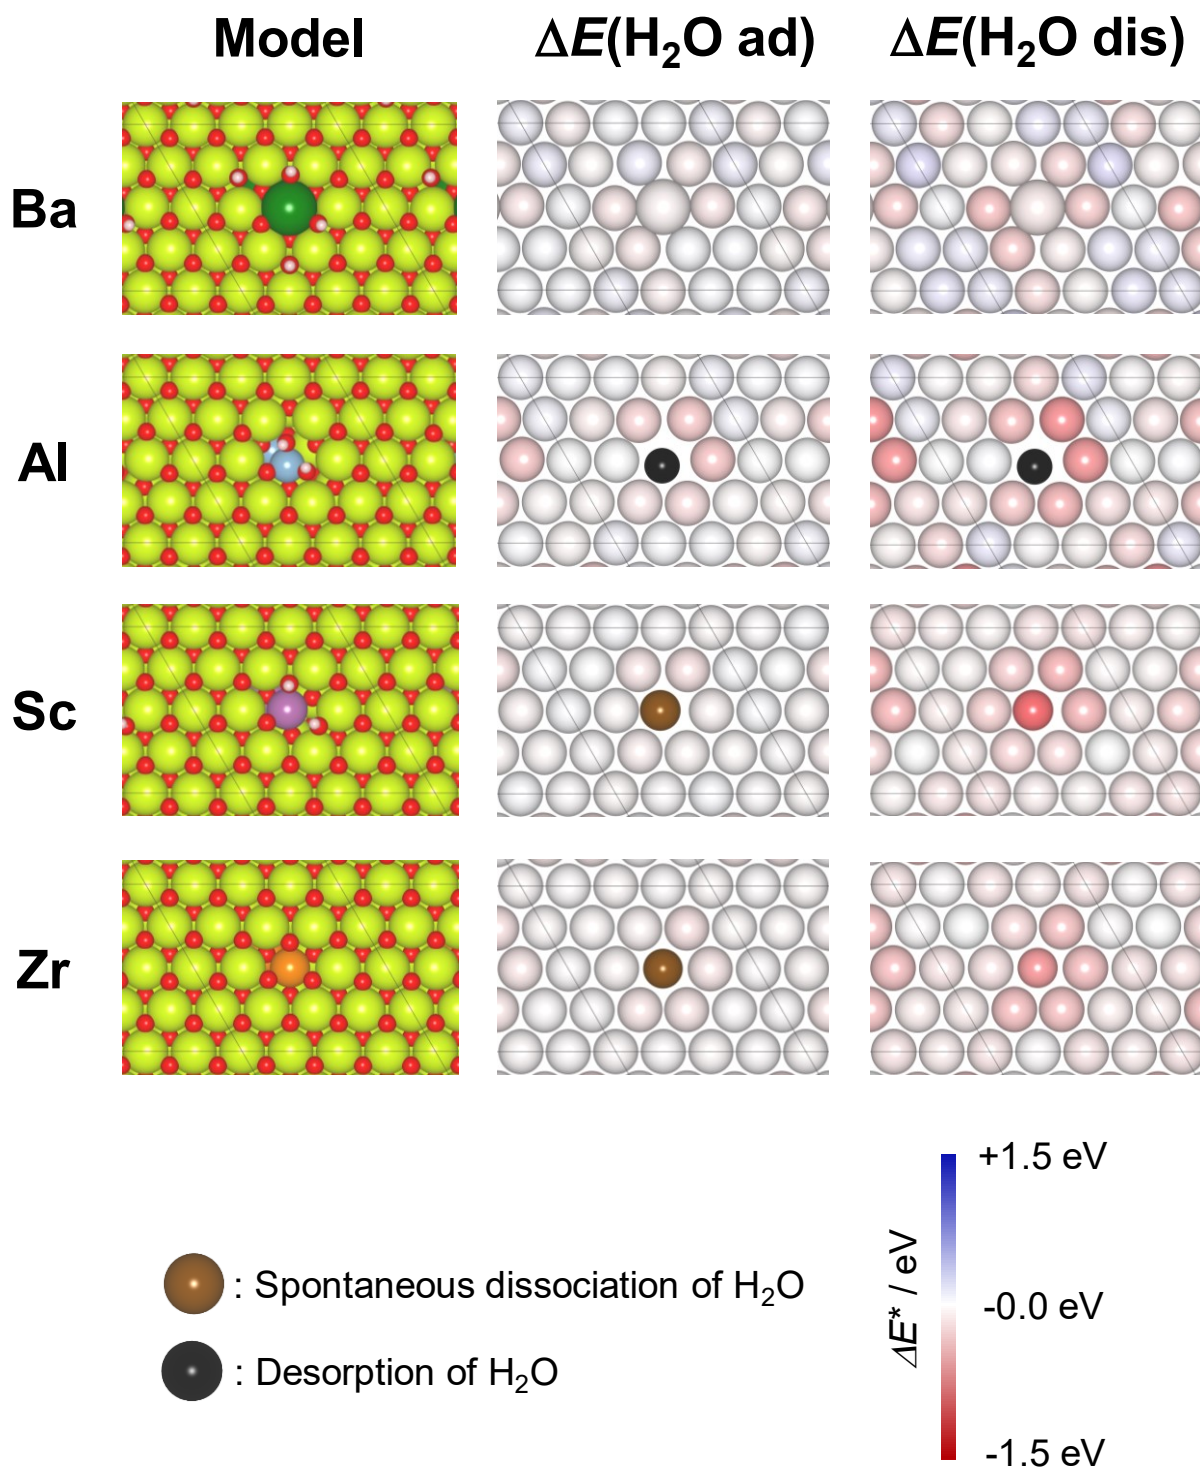 Model
ΔE(H₂O ad)
ΔE(H₂O dis)
Ba
Al
Sc
Zr
: Spontaneous dissociation of H₂O
: Desorption of H₂O
ΔE* / eV
+1.5 eV
-0.0 eV
-1.5 eV